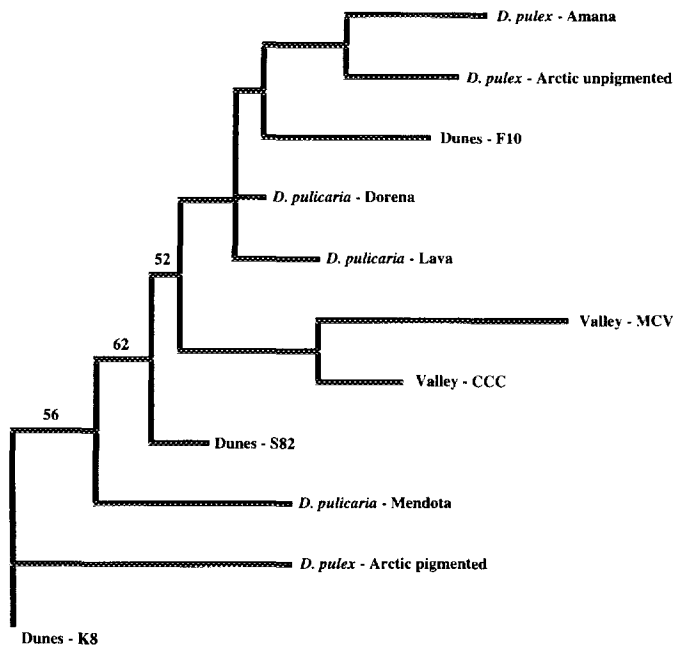 D. pulex - Amana
D. pulex - Arctic unpigmented
Dunes - F10
D. pulicaria - Dorena
D. pulicaria - Lava
52
Valley - MCV
62
Valley - CCC
56
Dunes - S82
D. pulicaria - Mendota
D. pulex - Arctic pigmented
Dunes - K8